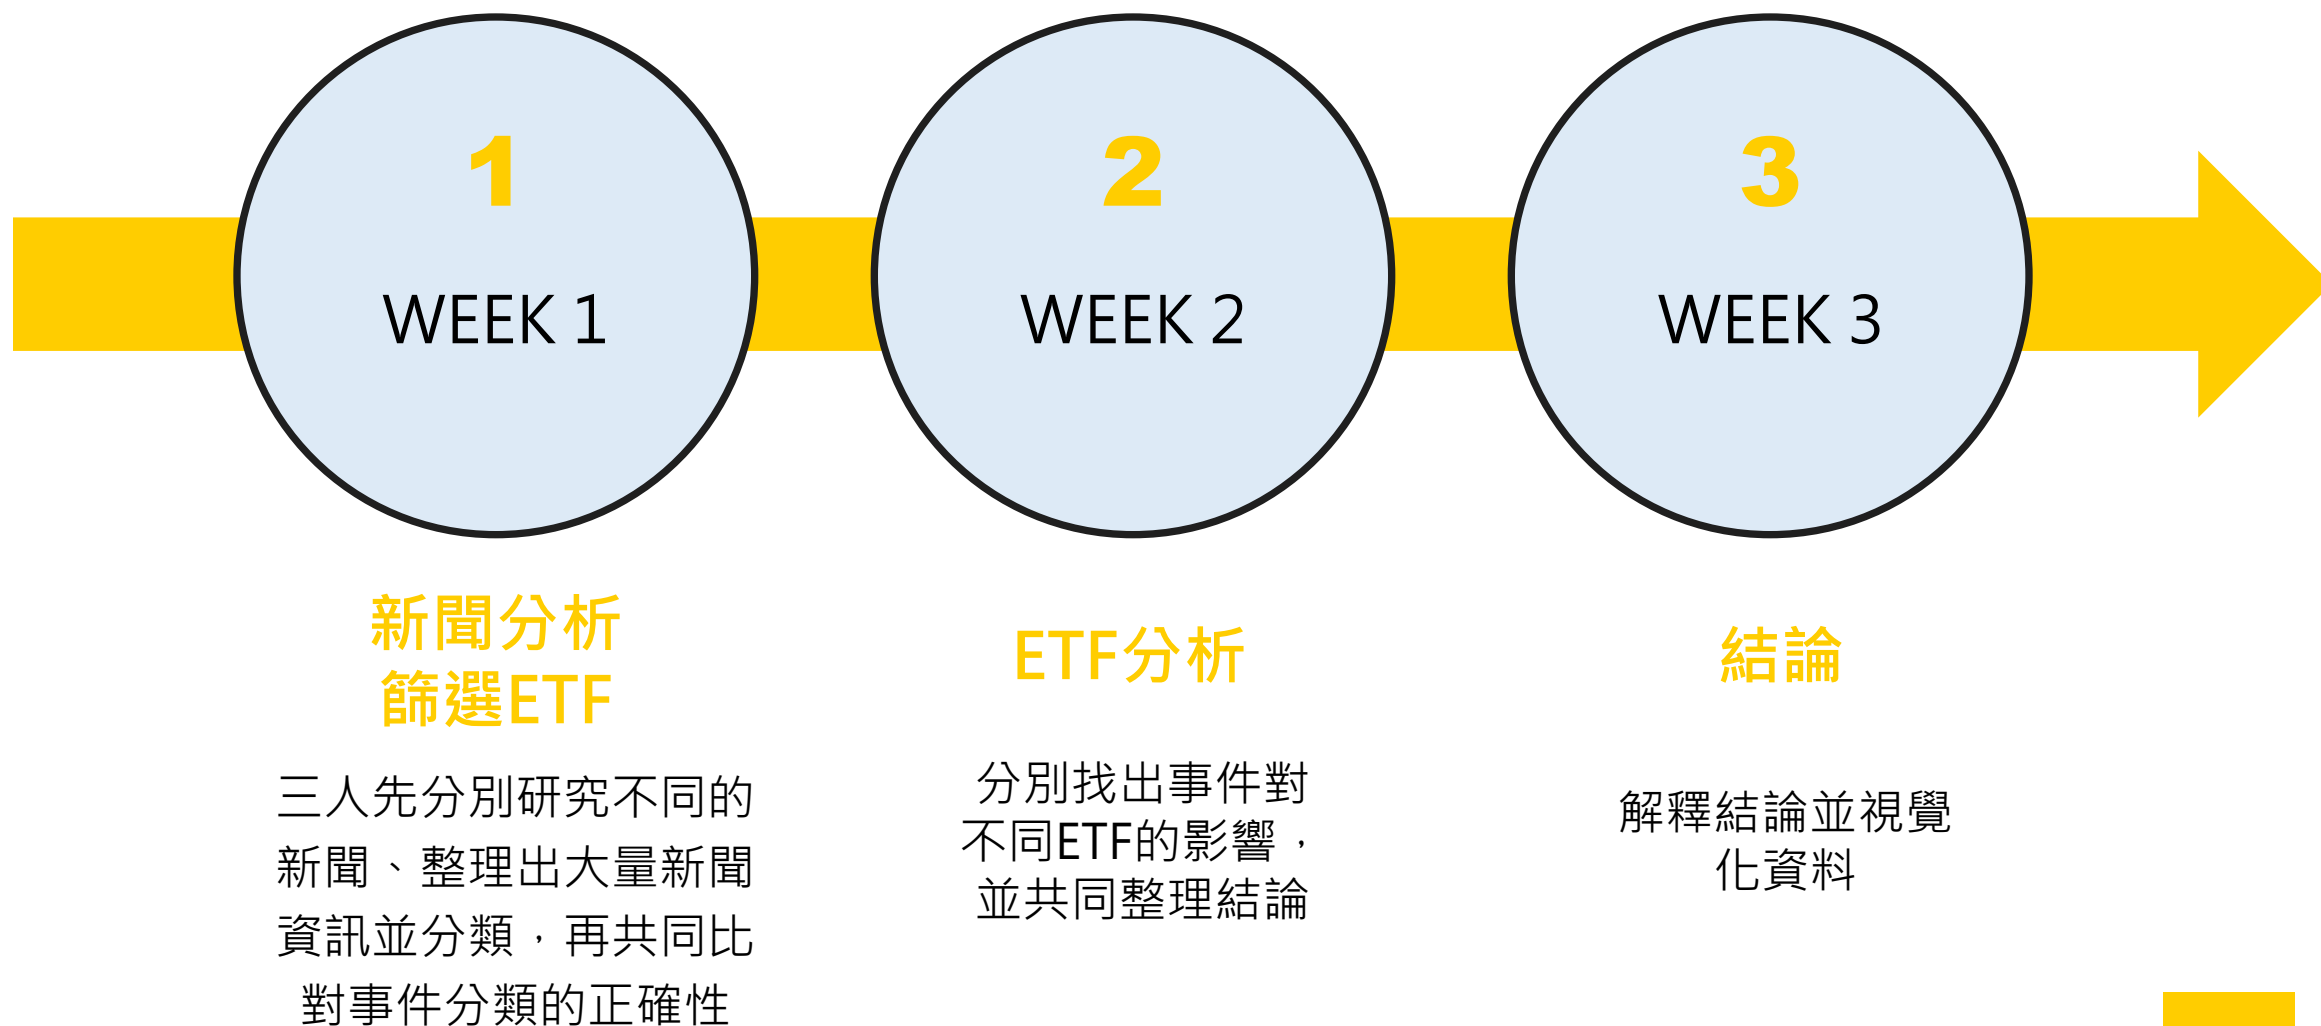 1
WEEK 1
新聞分析
篩選ETF
三人先分別研究不同的
新聞、整理出大量新聞
資訊並分類，再共同比
對事件分類的正確性
2
WEEK 2
ETF分析
分別找出事件對
不同ETF的影響，
並共同整理結論
3
WEEK 3
結論
解釋結論並視覺
化資料